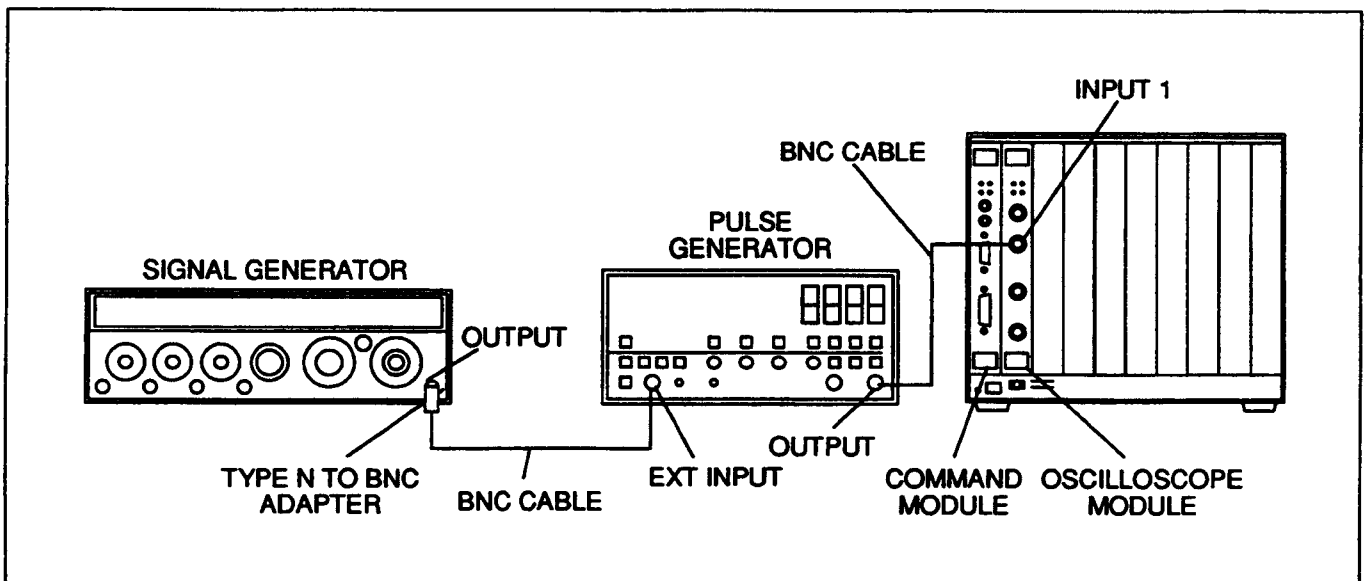 INPUT 1
BNC CABLE
PULSE
GENERATOR
SIGNAL GENERATOR
OUTPUT
OUTPUT
TYPE N TO BNC
ADAPTER
BNC CABLE
EXT INPUT
COMMAND
MODULE
OSCILLOSCOPE
MODULE